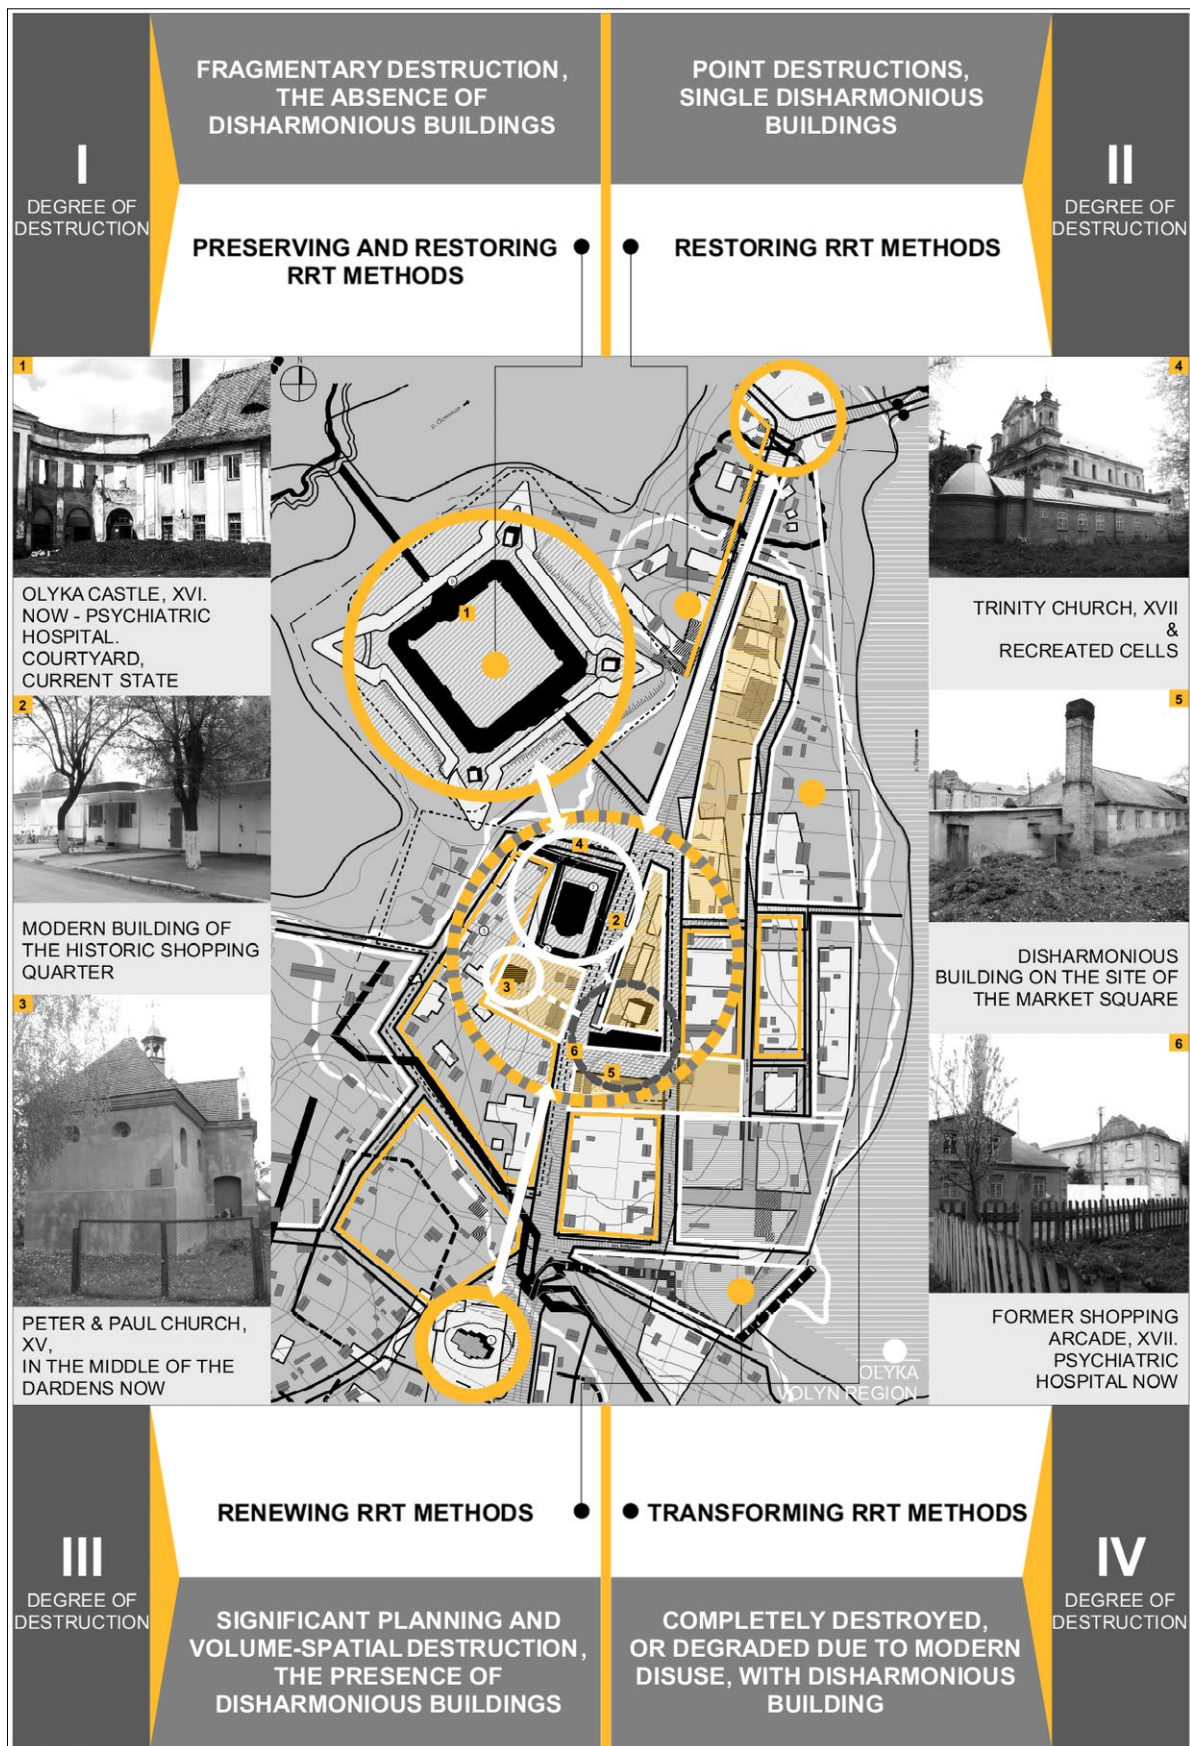 FRAGMENTARY DESTRUCTION,
THE ABSENCE OF
DISHARMONIOUS BUILDINGS
POINT DESTRUCTIONS,
SINGLE DISHARMONIOUS
BUILDINGS
I
DEGREE OF
DESTRUCTION
II
DEGREE OF
DESTRUCTION
PRESERVING AND RESTORING
RRT METHODS
RESTORING RRT METHODS
1
OLYKA CASTLE, XVI.
NOW - PSYCHIATRIC
HOSPITAL.
COURTYARD,
CURRENT STATE
2
MODERN BUILDING OF
THE HISTORIC SHOPPING
QUARTER
3
PETER & PAUL CHURCH,
XV,
IN THE MIDDLE OF THE
DARDENS NOW
N
1
4
2
3
6
5
OLYKA
VOLYN REGION
4
TRINITY CHURCH, XVII
&
RECREATED CELLS
5
DISHARMONIOUS
BUILDING ON THE SITE OF
THE MARKET SQUARE
6
FORMER SHOPPING
ARCADE, XVII.
PSYCHIATRIC
HOSPITAL NOW
RENEWING RRT METHODS
TRANSFORMING RRT METHODS
III
DEGREE OF
DESTRUCTION
IV
DEGREE OF
DESTRUCTION
SIGNIFICANT PLANNING AND
VOLUME-SPATIAL DESTRUCTION,
THE PRESENCE OF
DISHARMONIOUS BUILDINGS
COMPLETELY DESTROYED,
OR DEGRADED DUE TO MODERN
DISUSE, WITH DISHARMONIOUS
BUILDING